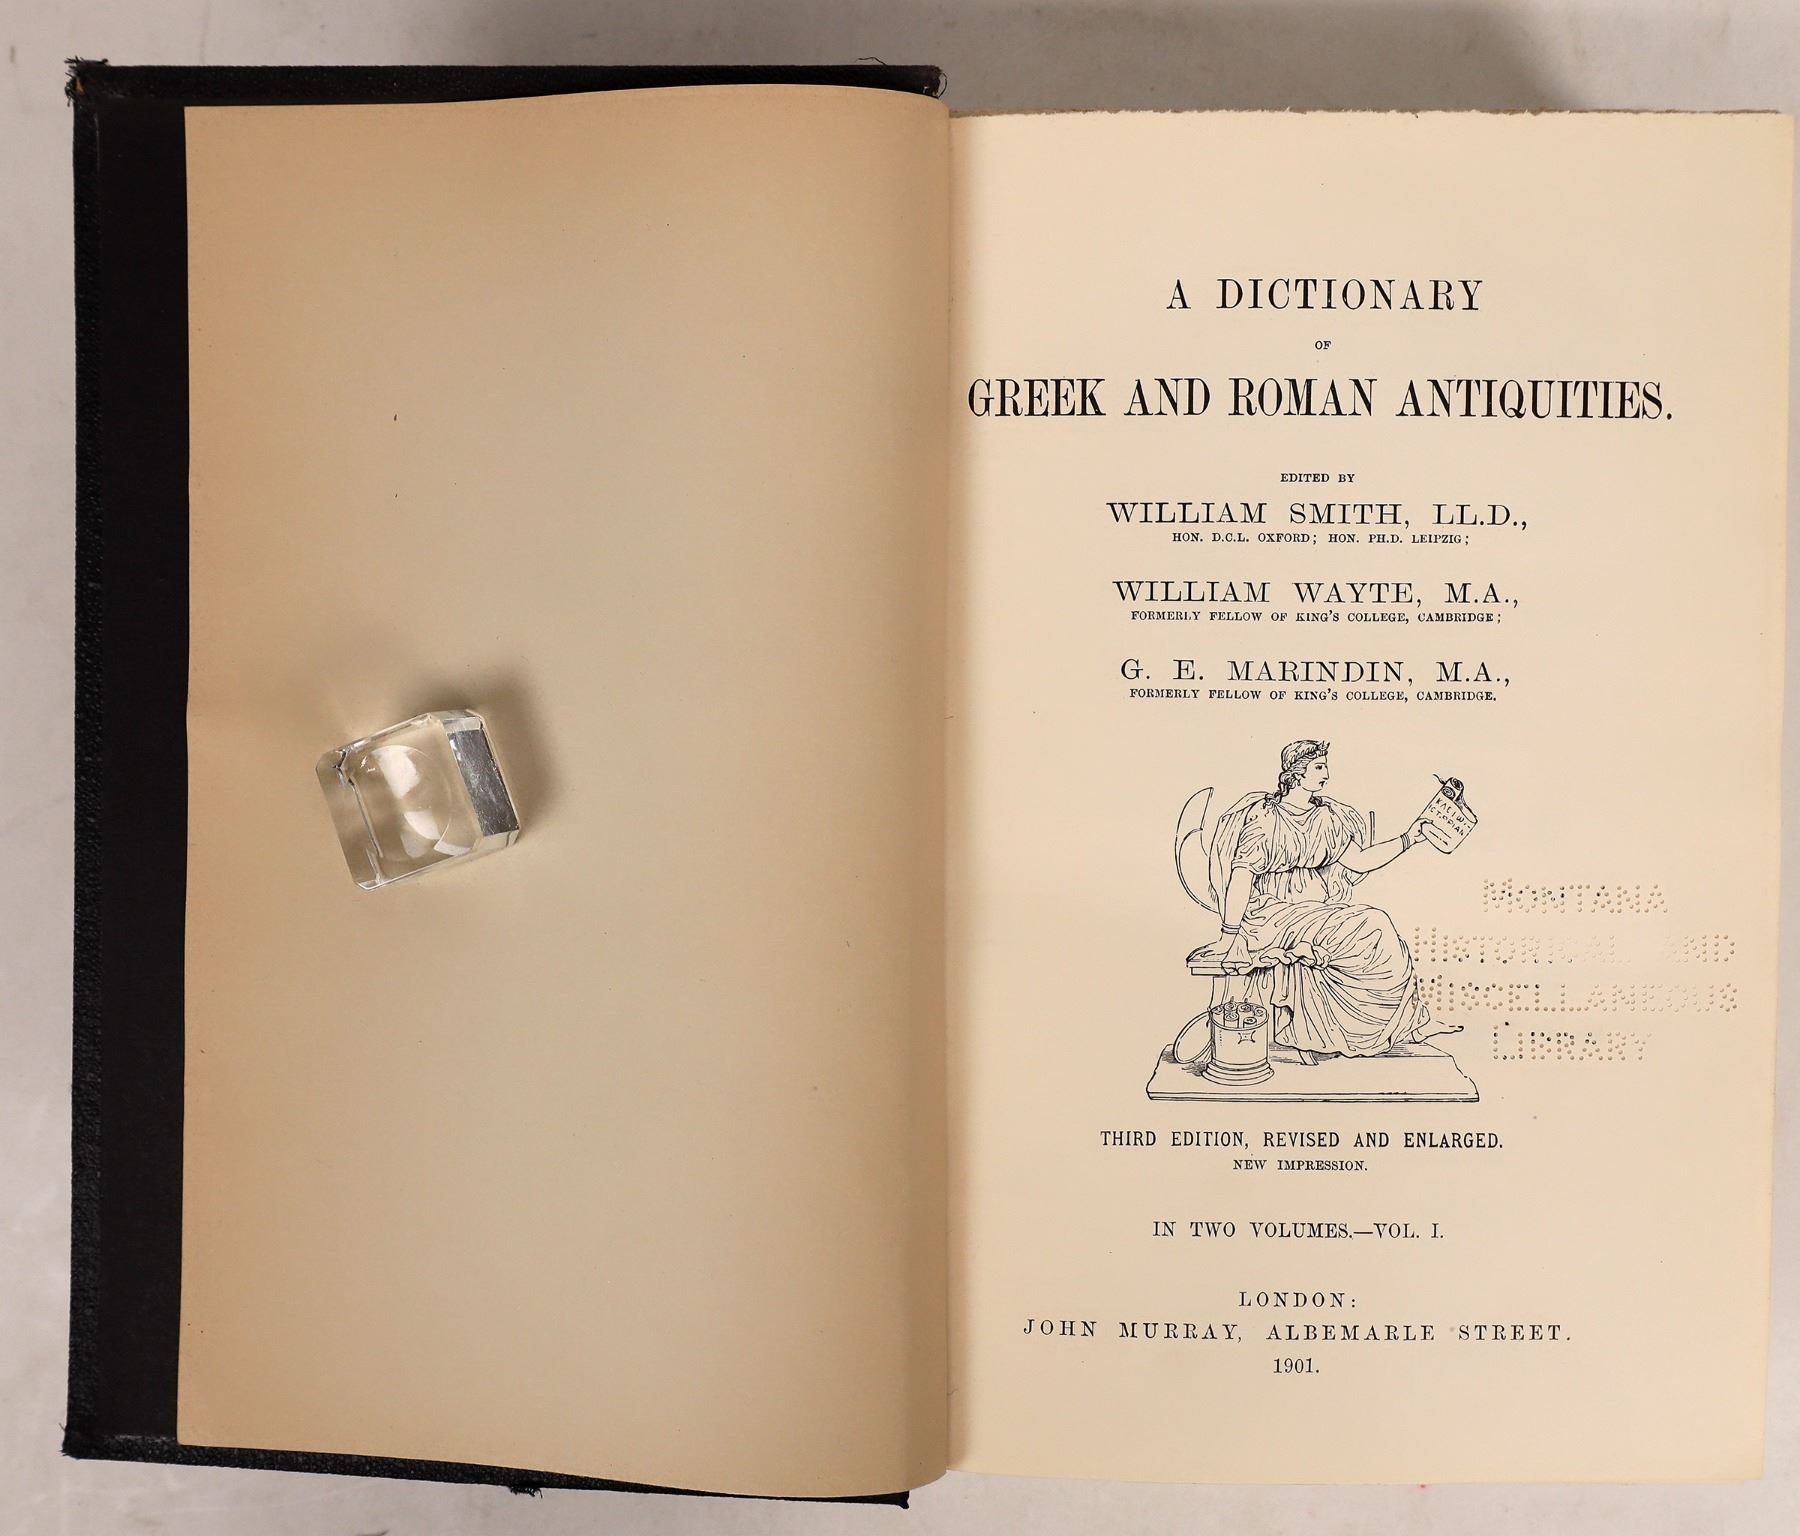 A DICTIONARY
OF
GREEK AND ROMAN ANTIQUITIES.
EDITED BY
WILLIAM SMITH, LL.D.,
HON. D.C.L. OXFORD; HON. PH.D. LEIPZIG;
WILLIAM WAYTE, M.A.,
FORMERLY FELLOW OF KING'S COLLEGE, CAMBRIDGE;
G. E. MARINDIN, M.A.,
FORMERLY FELLOW OF KING'S COLLEGE, CAMBRIDGE.
MONTANA
HISTORICAL AND
MISCELLANEOUS
LIBRARY
THIRD EDITION, REVISED AND ENLARGED.
NEW IMPRESSION.
IN TWO VOLUMES.—VOL. I.
LONDON:
JOHN MURRAY, ALBEMARLE STREET.
1901.